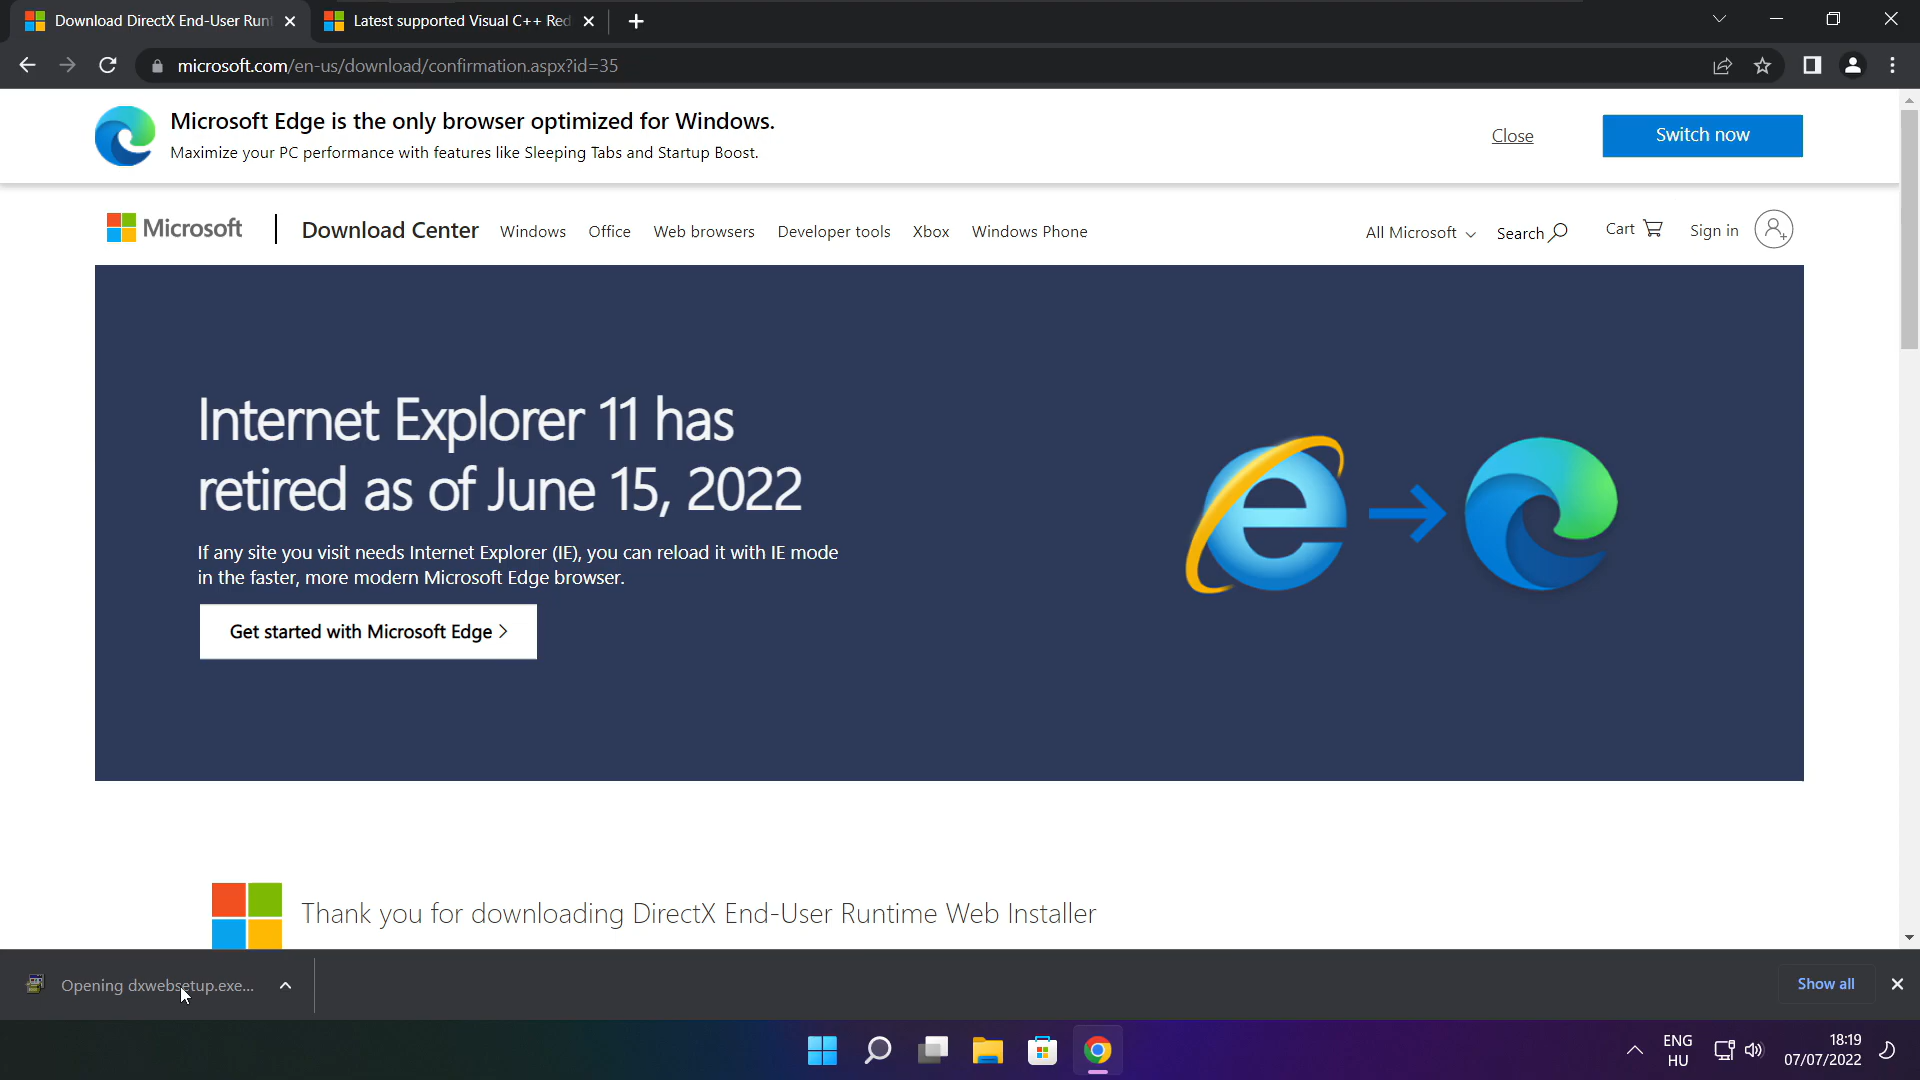 Download DirectX End-User Runt
Latest supported Visual C++ Red
microsoft.com/en-us/download/confirmation.aspx?id=35
Microsoft Edge is the only browser optimized for Windows.
Maximize your PC performance with features like Sleeping Tabs and Startup Boost.
Close
Switch now
Microsoft
Download Center
Windows
Office
Web browsers
Developer tools
Xbox
Windows Phone
All Microsoft
Search
Cart
Sign in
Internet Explorer 11 has
retired as of June 15, 2022
If any site you visit needs Internet Explorer (IE), you can reload it with IE mode
in the faster, more modern Microsoft Edge browser.
Get started with Microsoft Edge >
Thank you for downloading DirectX End-User Runtime Web Installer
Opening dxwebsetup.exe...
Show all
ENG
HU
18:19
07/07/2022